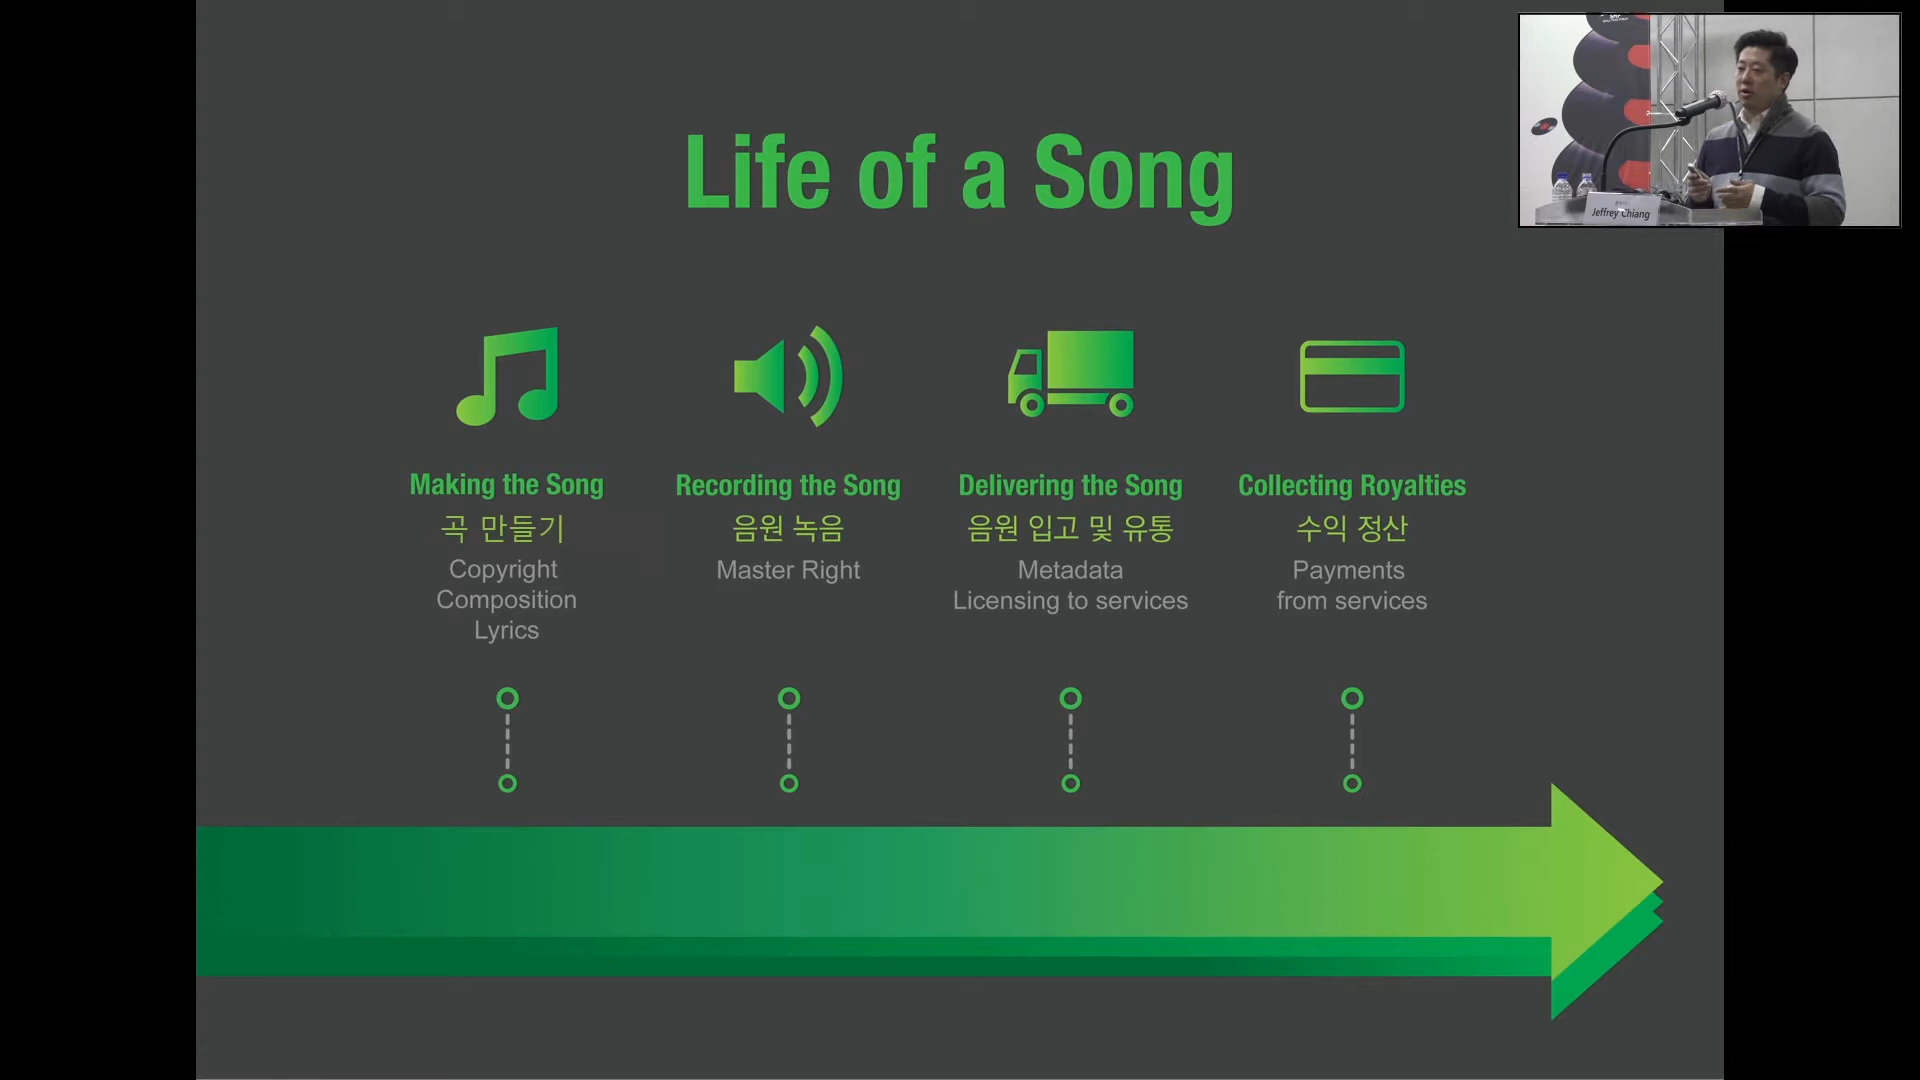 Life of a Song
Making the Song
곡 만들기
Copyright
Composition
Lyrics
Recording the Song
음원 녹음
Master Right
Delivering the Song
음원 입고 및 유통
Metadata
Licensing to services
Collecting Royalties
수익 정산
Payments
from services
Jeffrey Chiang